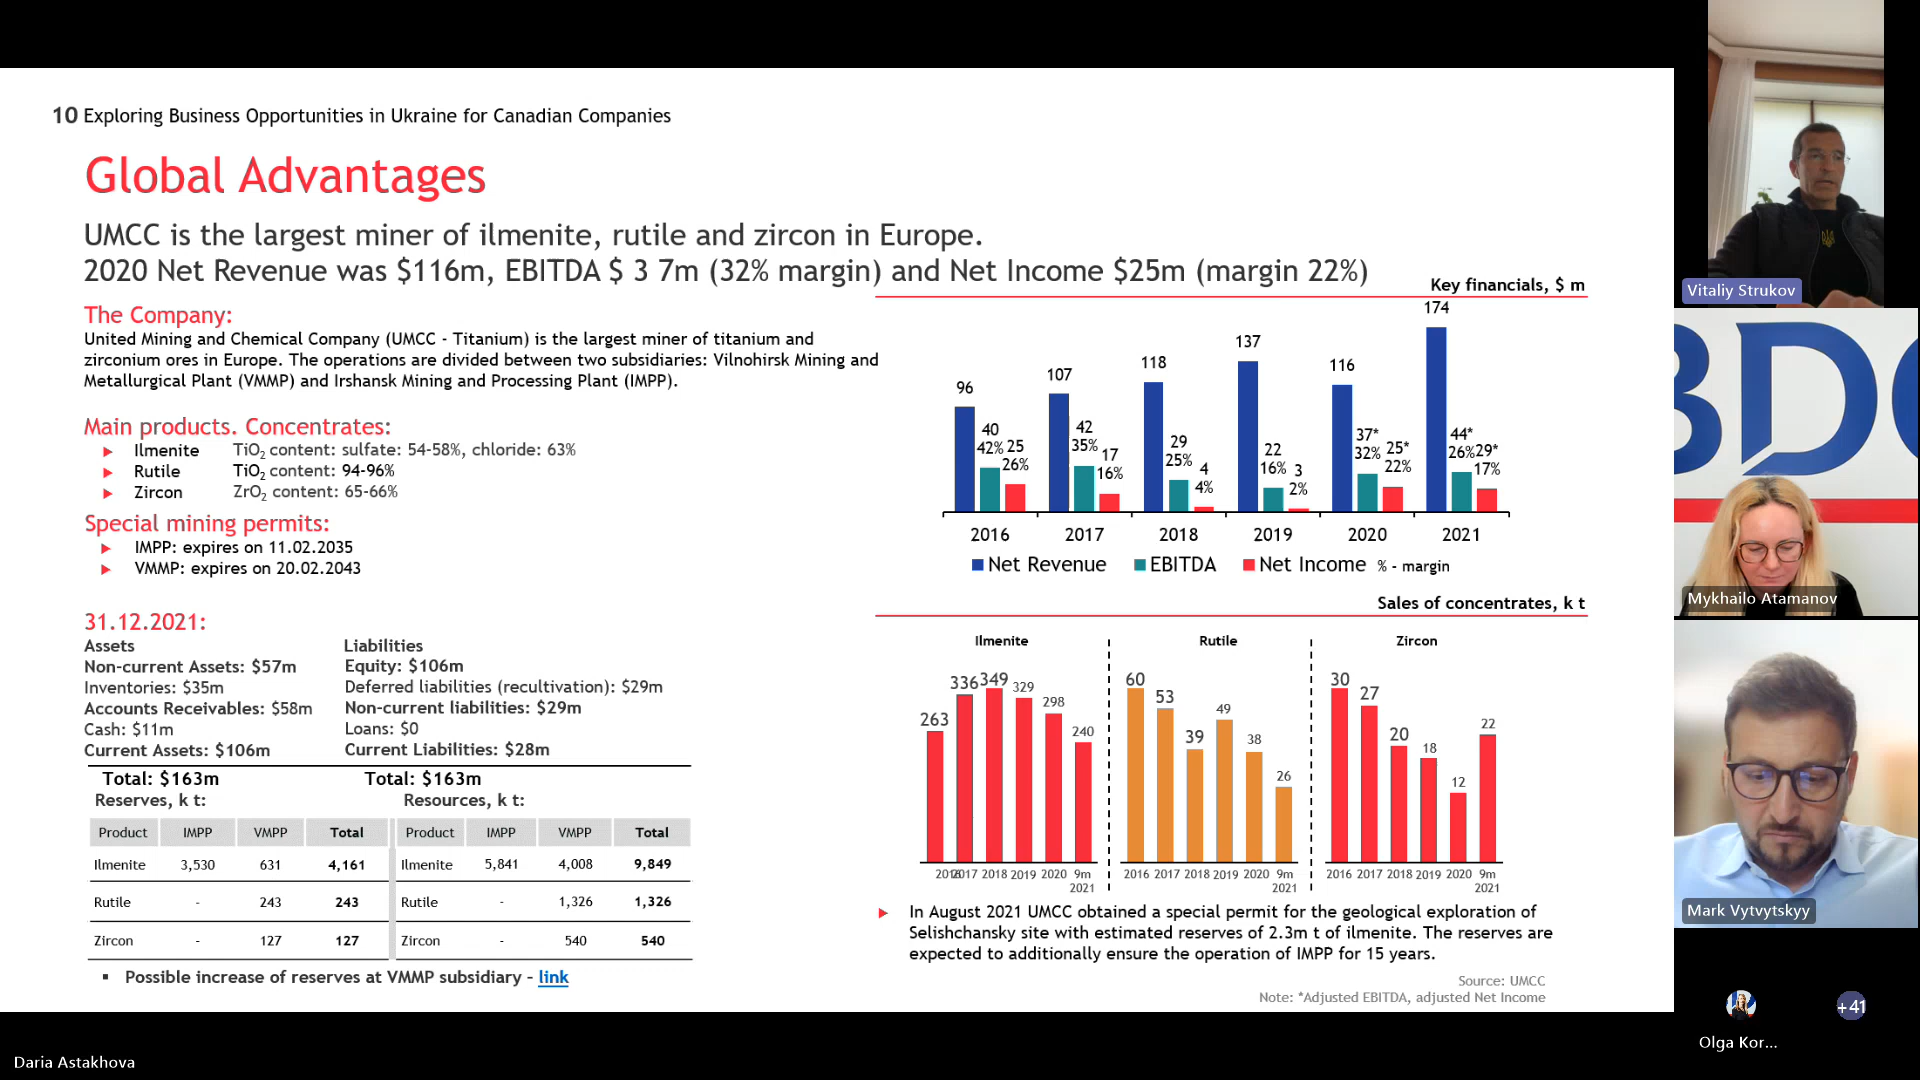 10 Exploring Business Opportunities in Ukraine for Canadian Companies
Global Advantages
UMCC is the largest miner of ilmenite, rutile and zircon in Europe.
2020 Net Revenue was $116m, EBITDA $ 3 7m (32% margin) and Net Income $25m (margin 22%)
The Company:
United Mining and Chemical Company (UMCC - Titanium) is the largest miner of titanium and
zirconium ores in Europe. The operations are divided between two subsidiaries: Vilnohirsk Mining and
Metallurgical Plant (VMMP) and Irshansk Mining and Processing Plant (IMPP).
Main products. Concentrates:
Ilmenite TiO2 content: sulfate: 54-58%, chloride: 63%
Rutile TiO2 content: 94-96%
Zircon ZrO2 content: 65-66%
Special mining permits:
IMPP: expires on 11.02.2035
VMMP: expires on 20.02.2043
31.12.2021:
Assets Liabilities
Non-current Assets: $57m Equity: $106m
Inventories: $35m Deferred liabilities (recultivation): $29m
Accounts Receivables: $58m Non-current liabilities: $29m
Cash: $11m Loans: $0
Current Assets: $106m Current Liabilities: $28m
Total: $163m Total: $163m
Reserves, k t: Resources, k t:
Product IMPP VMPP Total Product IMPP VMPP Total
Ilmenite 3,530 631 4,161 Ilmenite 5,841 4,008 9,849
Rutile - 243 243 Rutile - 1,326 1,326
Zircon - 127 127 Zircon - 540 540
Possible increase of reserves at VMMP subsidiary - link
Key financials, $ m
96 107 118 137 116 174
40 42 29 22 37* 44*
42% 35% 25% 16% 32% 26%
25 17 4 3 25* 29*
26% 16% 4% 2% 22% 17%
2016 2017 2018 2019 2020 2021
Net Revenue EBITDA Net Income % - margin
Sales of concentrates, k t
Ilmenite Rutile Zircon
263 336 349 329 298 240
60 53 39 49 38 26
30 27 20 18 12 22
2016 2017 2018 2019 2020 9m 2021
2016 2017 2018 2019 2020 9m 2021
2016 2017 2018 2019 2020 9m 2021
In August 2021 UMCC obtained a special permit for the geological exploration of
Selishchansky site with estimated reserves of 2.3m t of ilmenite. The reserves are
expected to additionally ensure the operation of IMPP for 15 years.
Source: UMCC
Note: *Adjusted EBITDA, adjusted Net Income
Vitaliy Strukov
BDO
Mykhailo Atamanov
Mark Vytvytskyy
+41
Olga Kor...
Daria Astakhova